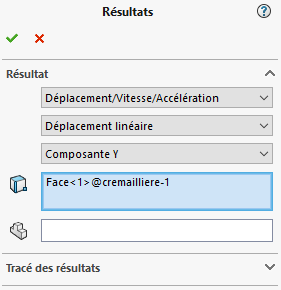 Résultats
Résultat
Déplacement/Vitesse/Accélération
Déplacement linéaire
Composante Y
Face<1>@cremailliere-1
Tracé des résultats